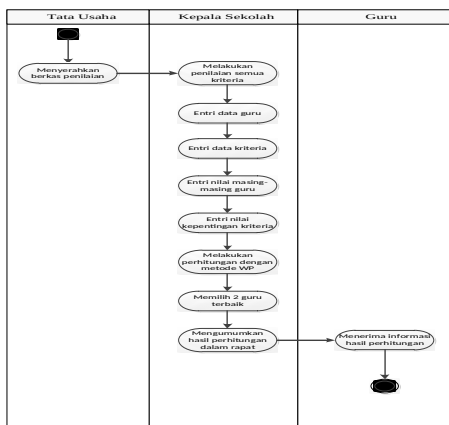 Tata Usaha
Kepala Sekolah
Guru
Menyerahkan
berkas penilaian
Melakukan
penilaian semua
kriteria
Entri data guru
Entri data kriteria
Entri nilai masing-
masing guru
Entri nilai
kepentingan kriteria
Melakukan
perhitungan dengan
metode WP
Memilih 2 guru
terbaik
Mengumumkan
hasil perhitungan
dalam rapat
Menerima informasi
hasil perhitungan